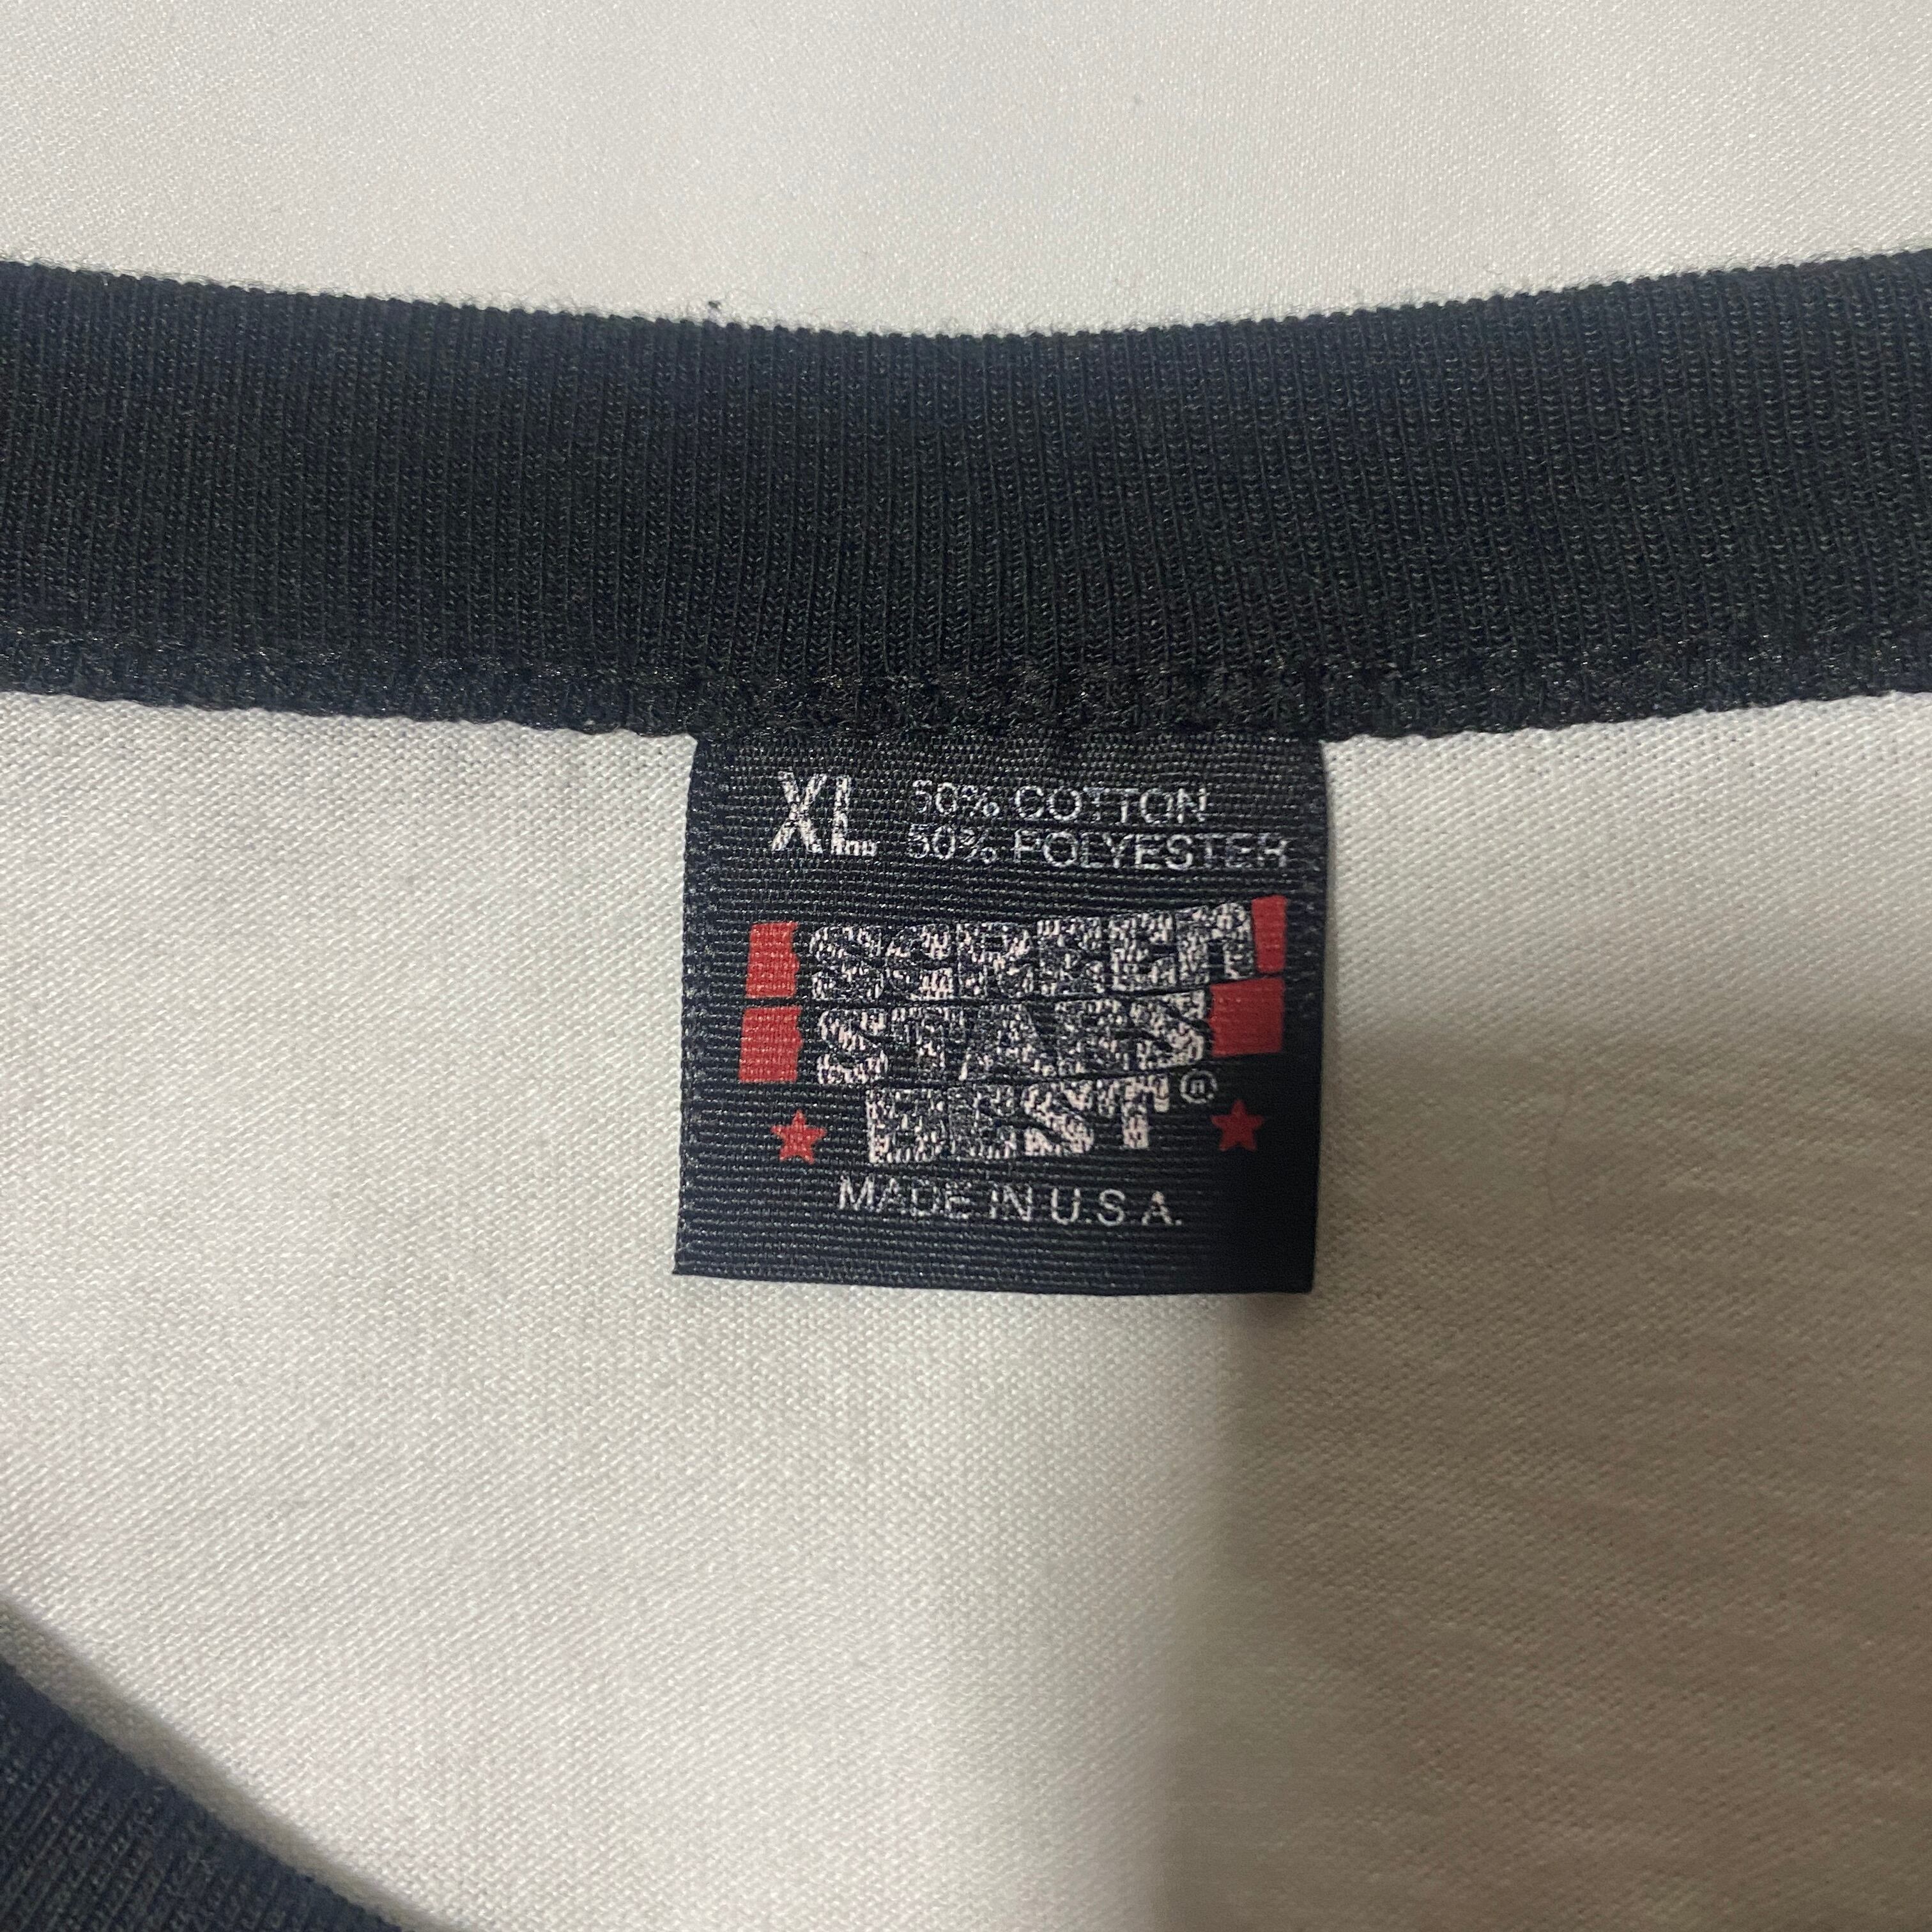 XL 50% COTTON
50% POLYESTER
SCREEN
STARS
BEST®
MADE IN U.S.A.